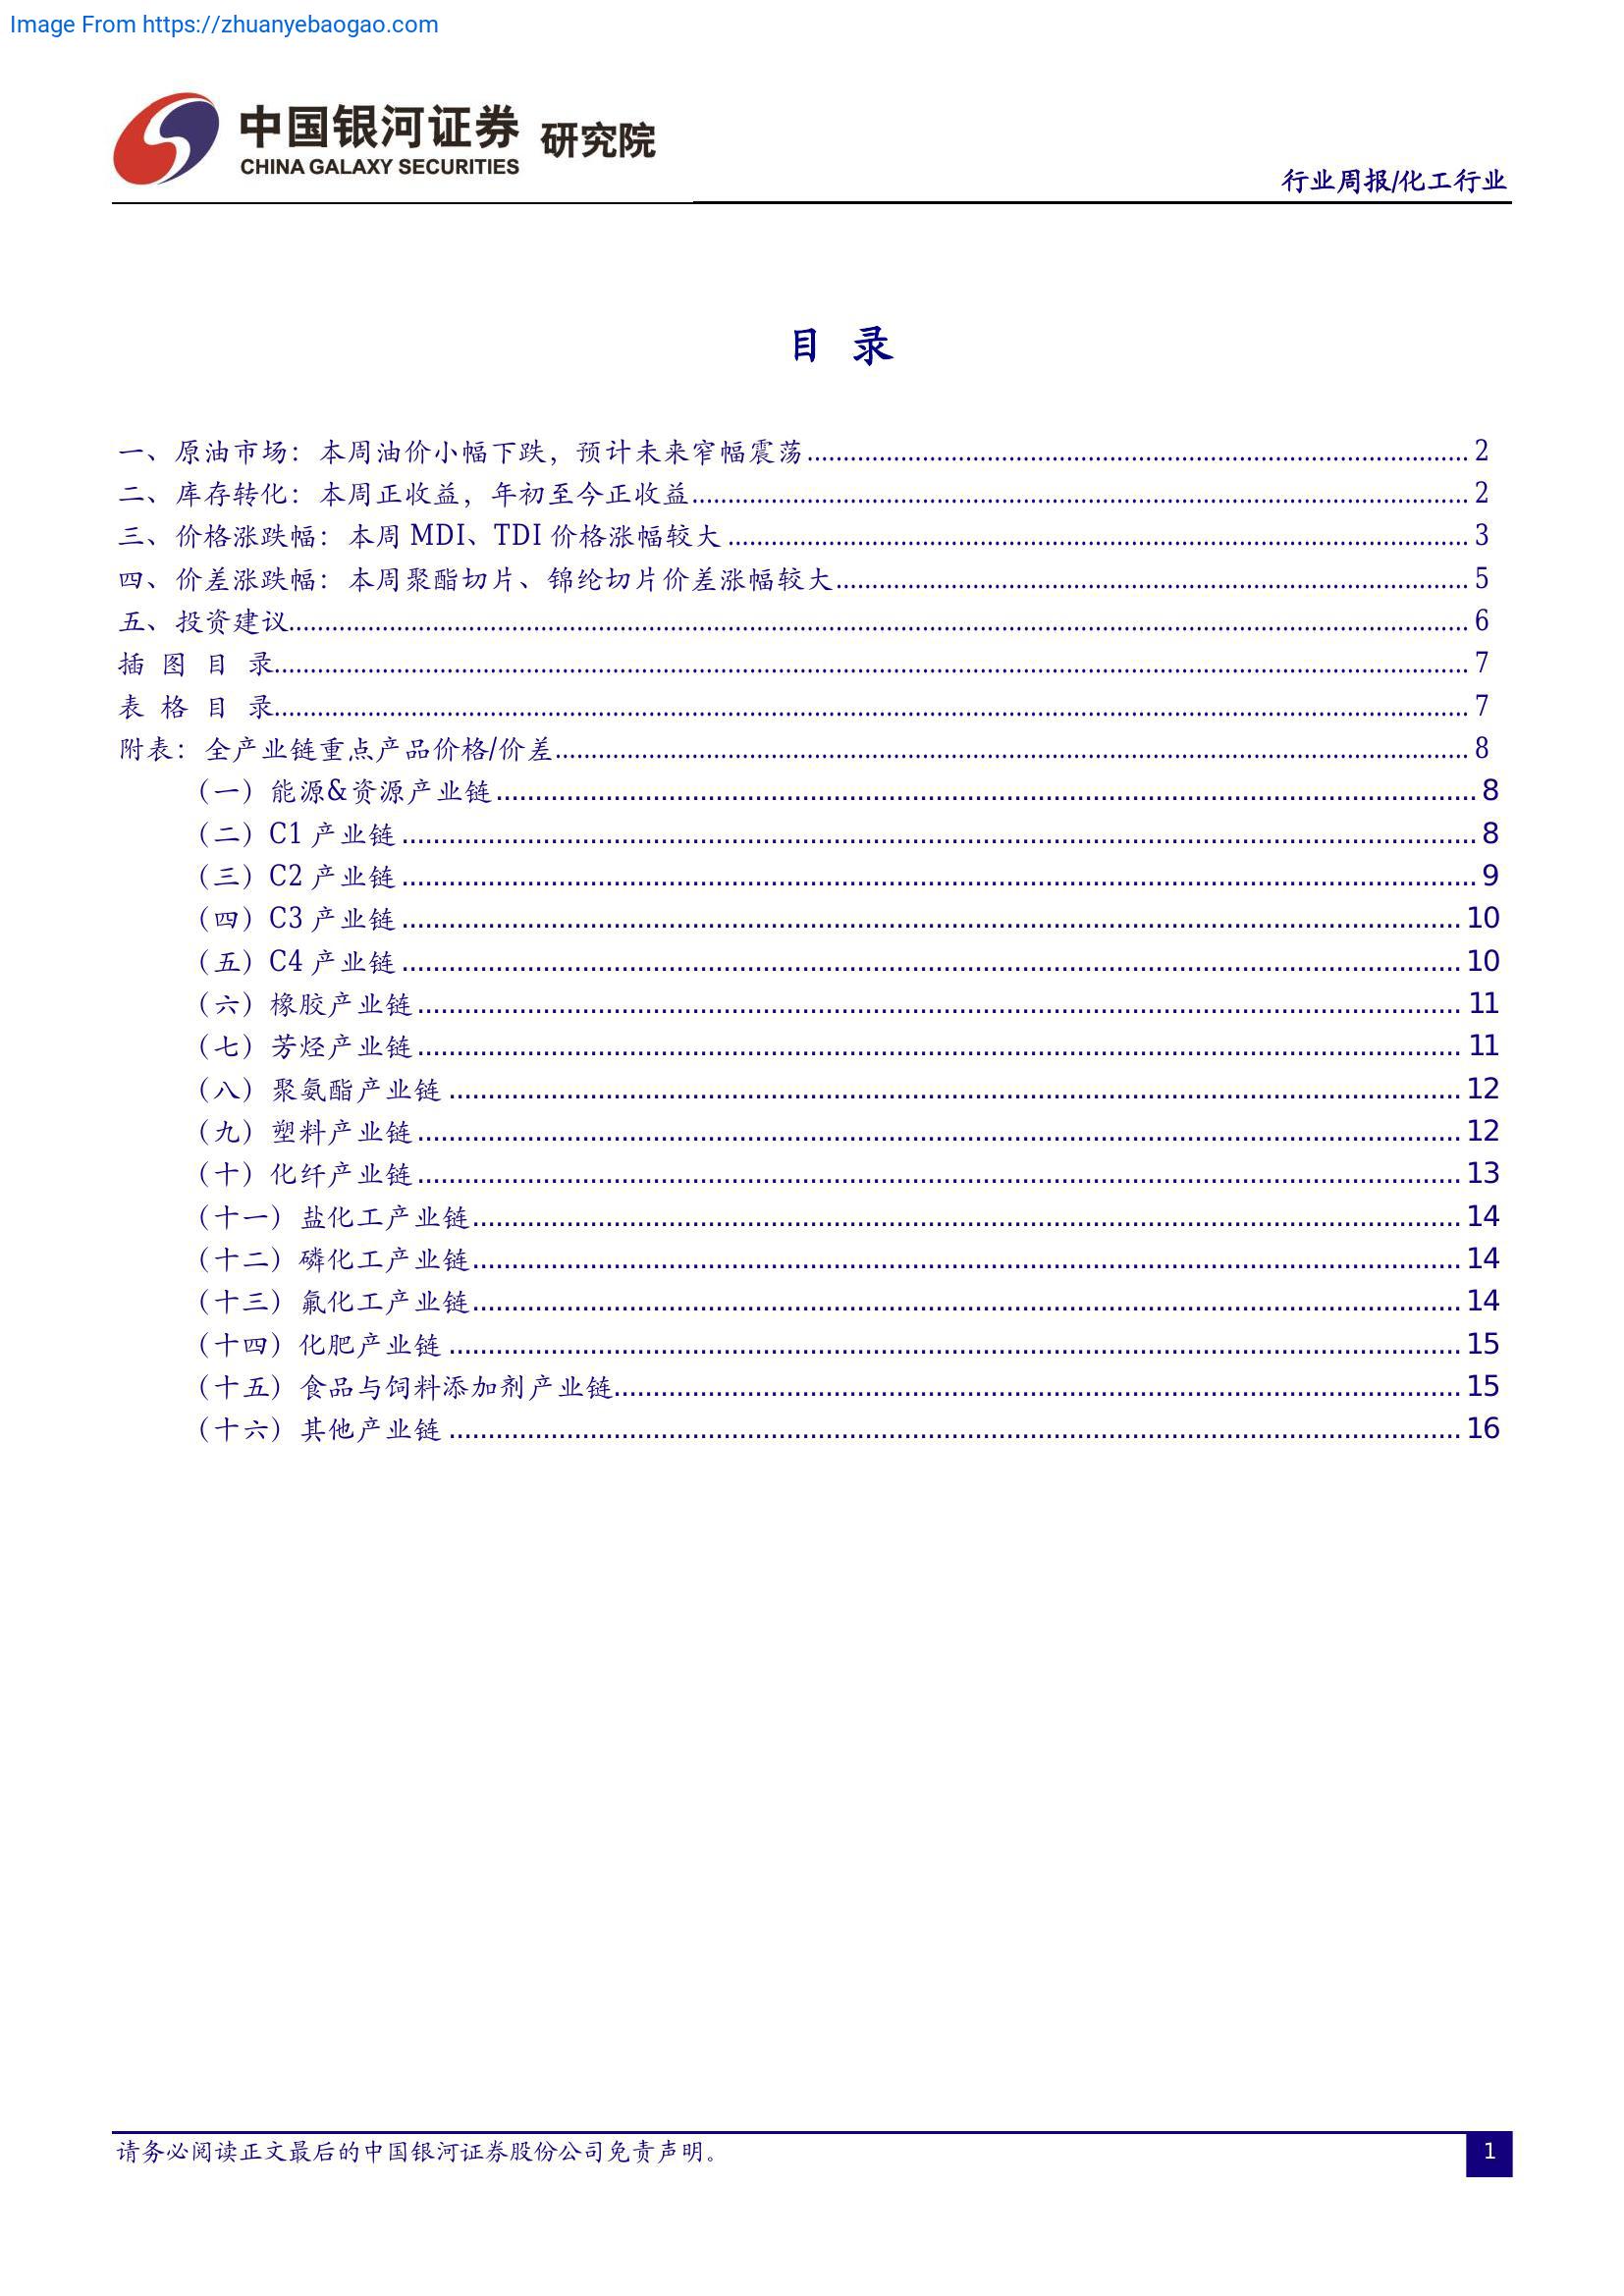 Image From https://zhuanyebaogao.com
中国银河证券 研究院
CHINA GALAXY SECURITIES
行业周报/化工行业
目 录
一、原油市场：本周油价小幅下跌，预计未来窄幅震荡 2
二、库存转化：本周正收益，年初至今正收益 2
三、价格涨跌幅：本周 MDI、TDI 价格涨幅较大 3
四、价差涨跌幅：本周聚酯切片、锦纶切片价差涨幅较大 5
五、投资建议 6
插 图 目 录 7
表 格 目 录 7
附表：全产业链重点产品价格/价差 8
（一）能源&资源产业链 8
（二）C1 产业链 8
（三）C2 产业链 9
（四）C3 产业链 10
（五）C4 产业链 10
（六）橡胶产业链 11
（七）芳烃产业链 11
（八）聚氨酯产业链 12
（九）塑料产业链 12
（十）化纤产业链 13
（十一）盐化工产业链 14
（十二）磷化工产业链 14
（十三）氟化工产业链 14
（十四）化肥产业链 15
（十五）食品与饲料添加剂产业链 15
（十六）其他产业链 16
请务必阅读正文最后的中国银河证券股份公司免责声明。
1